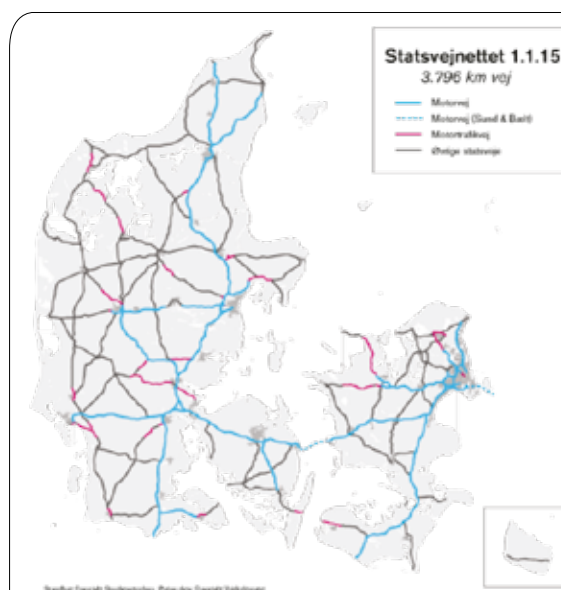 Statsvejnettet 1.1.15
3.796 km vej
Motorvej
Motorvej (Sund & Bælt)
Motortrafikvej
Øvrige statsveje